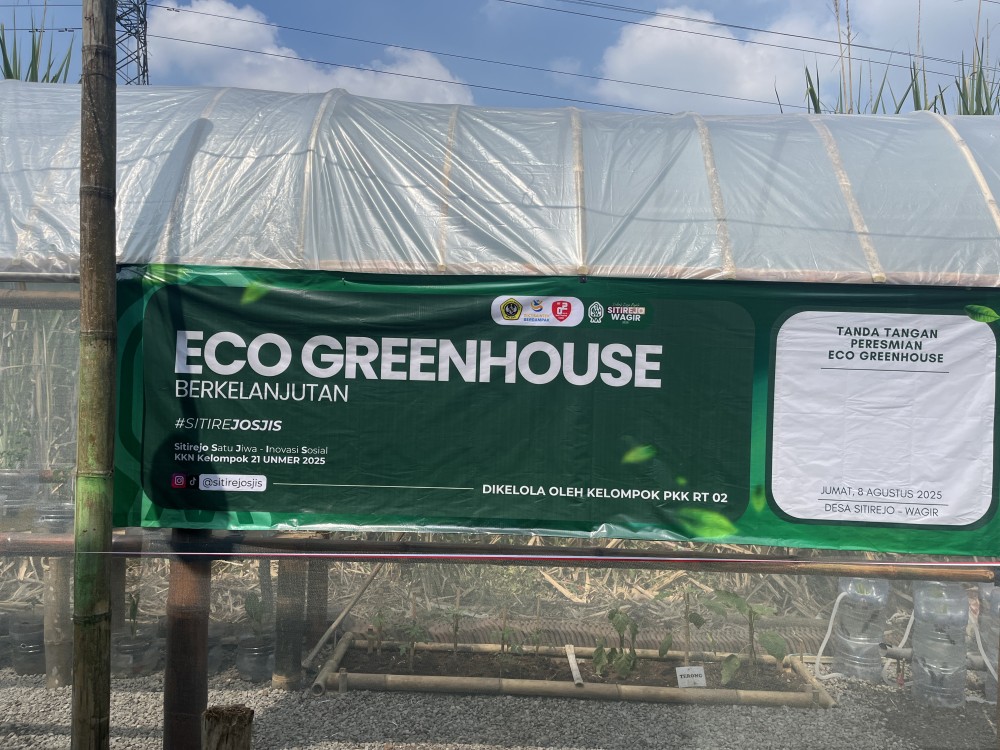 SITIREJO
WAGIR
ECO GREENHOUSE
BERKELANJUTAN
#SITIREJOSJIS
Sitirejo Satu Jiwa - Inovasi Sosial
KKN Kelompok 21 UNMER 2025
@sitirejosjis
DIKELOLA OLEH KELOMPOK PKK RT 02
TANDA TANGAN
PERESMIAN
ECO GREENHOUSE
JUMAT, 8 AGUSTUS 2025
DESA SITIREJO - WAGIR
TERONG